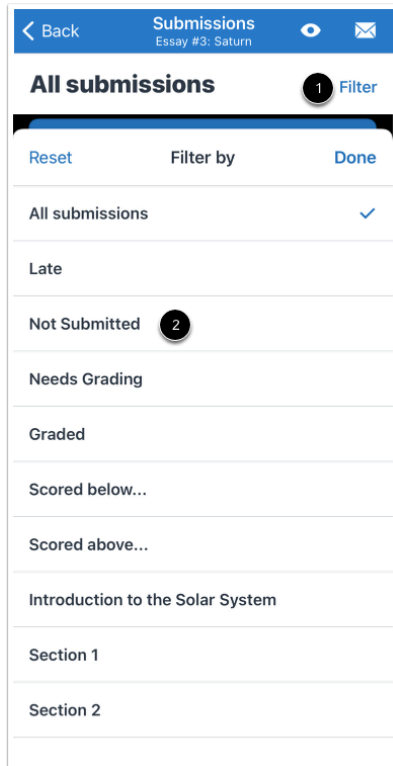 Back
Submissions
Essay #3: Saturn
All submissions
1
Filter
Reset
Filter by
Done
All submissions
Late
Not Submitted
2
Needs Grading
Graded
Scored below...
Scored above...
Introduction to the Solar System
Section 1
Section 2